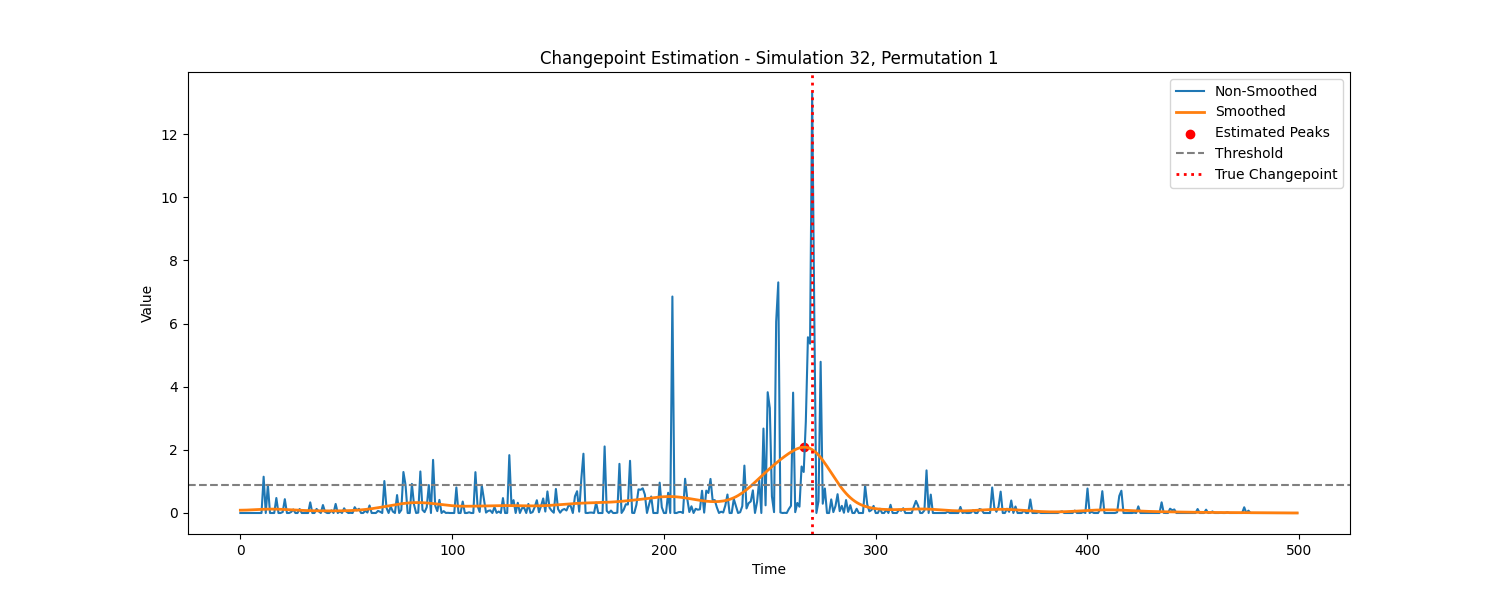 Changepoint Estimation - Simulation 32, Permutation 1
Non-Smoothed
Smoothed
Estimated Peaks
Threshold
True Changepoint
Value
12
10
8
6
4
2
0
0 100 200 300 400 500
Time